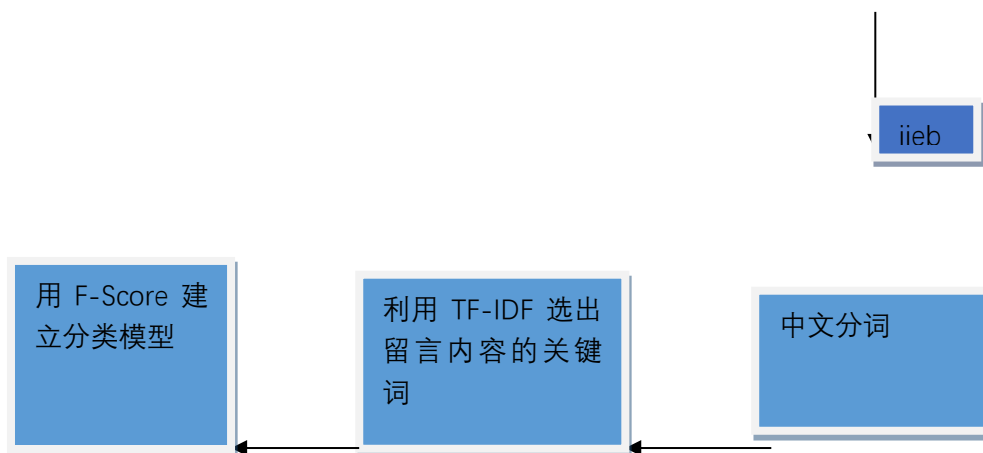 iieb
用 F-Score 建
立分类模型
利用 TF-IDF 选出
留言内容的关键
词
中文分词